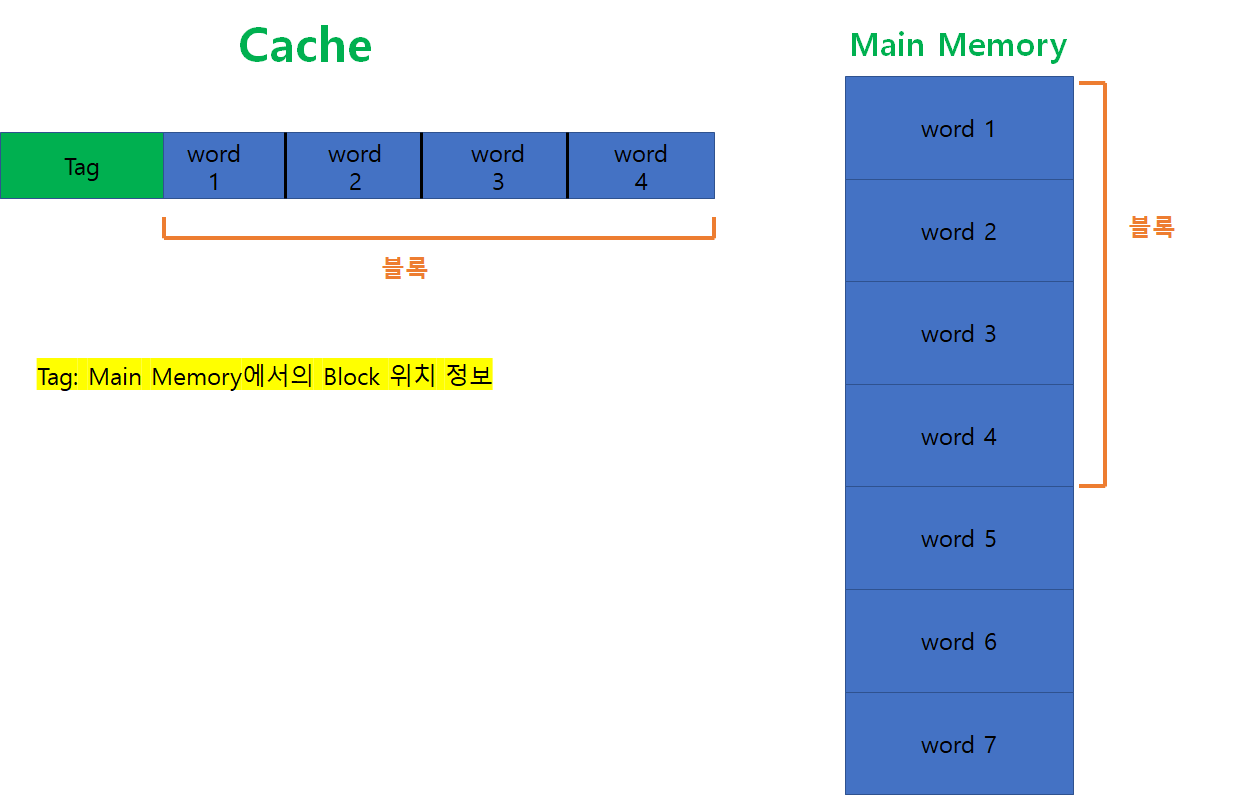 Cache
Main Memory
Tag
word
1
word
2
word
3
word
4
블록
Tag: Main Memory에서의 Block 위치 정보
word 1
word 2
word 3
word 4
word 5
word 6
word 7
블록